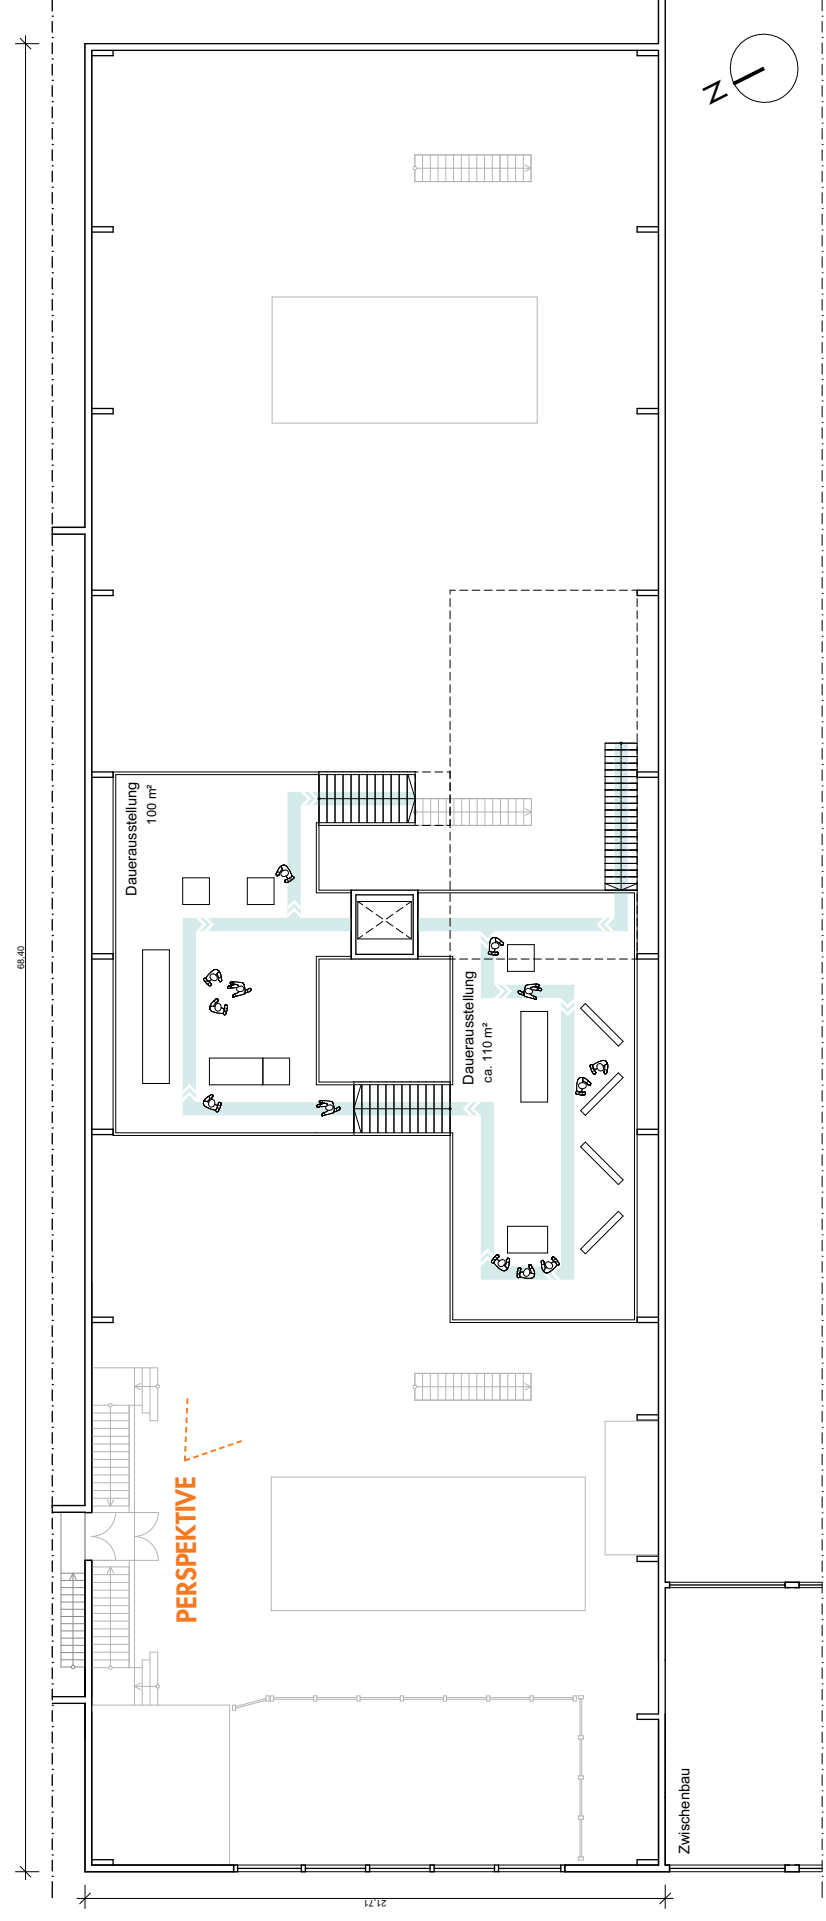 N
Dauerausstellung
100 m²
68.40
Dauerausstellung
ca. 110 m²
PERSPEKTIVE
Zwischenbau
21,71